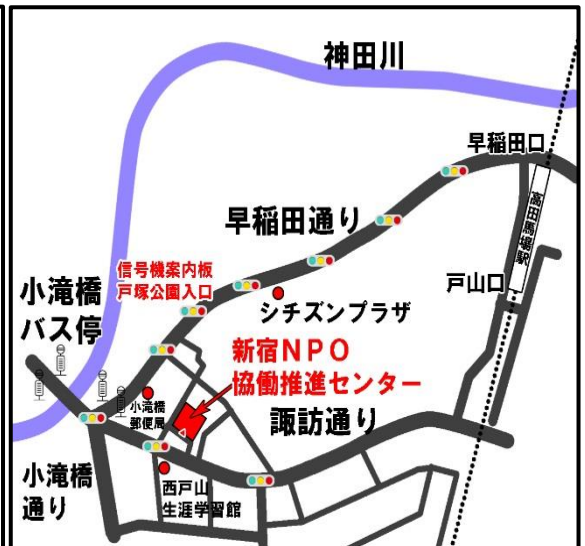 神田川
早稲田口
高田馬場駅
早稲田通り
信号機案内板
戸塚公園入口
戸山口
小滝橋
バス停
シチズンプラザ
新宿NPO
協働推進センター
小滝橋
郵便局
諏訪通り
小滝橋
通り
西戸山
生涯学習館